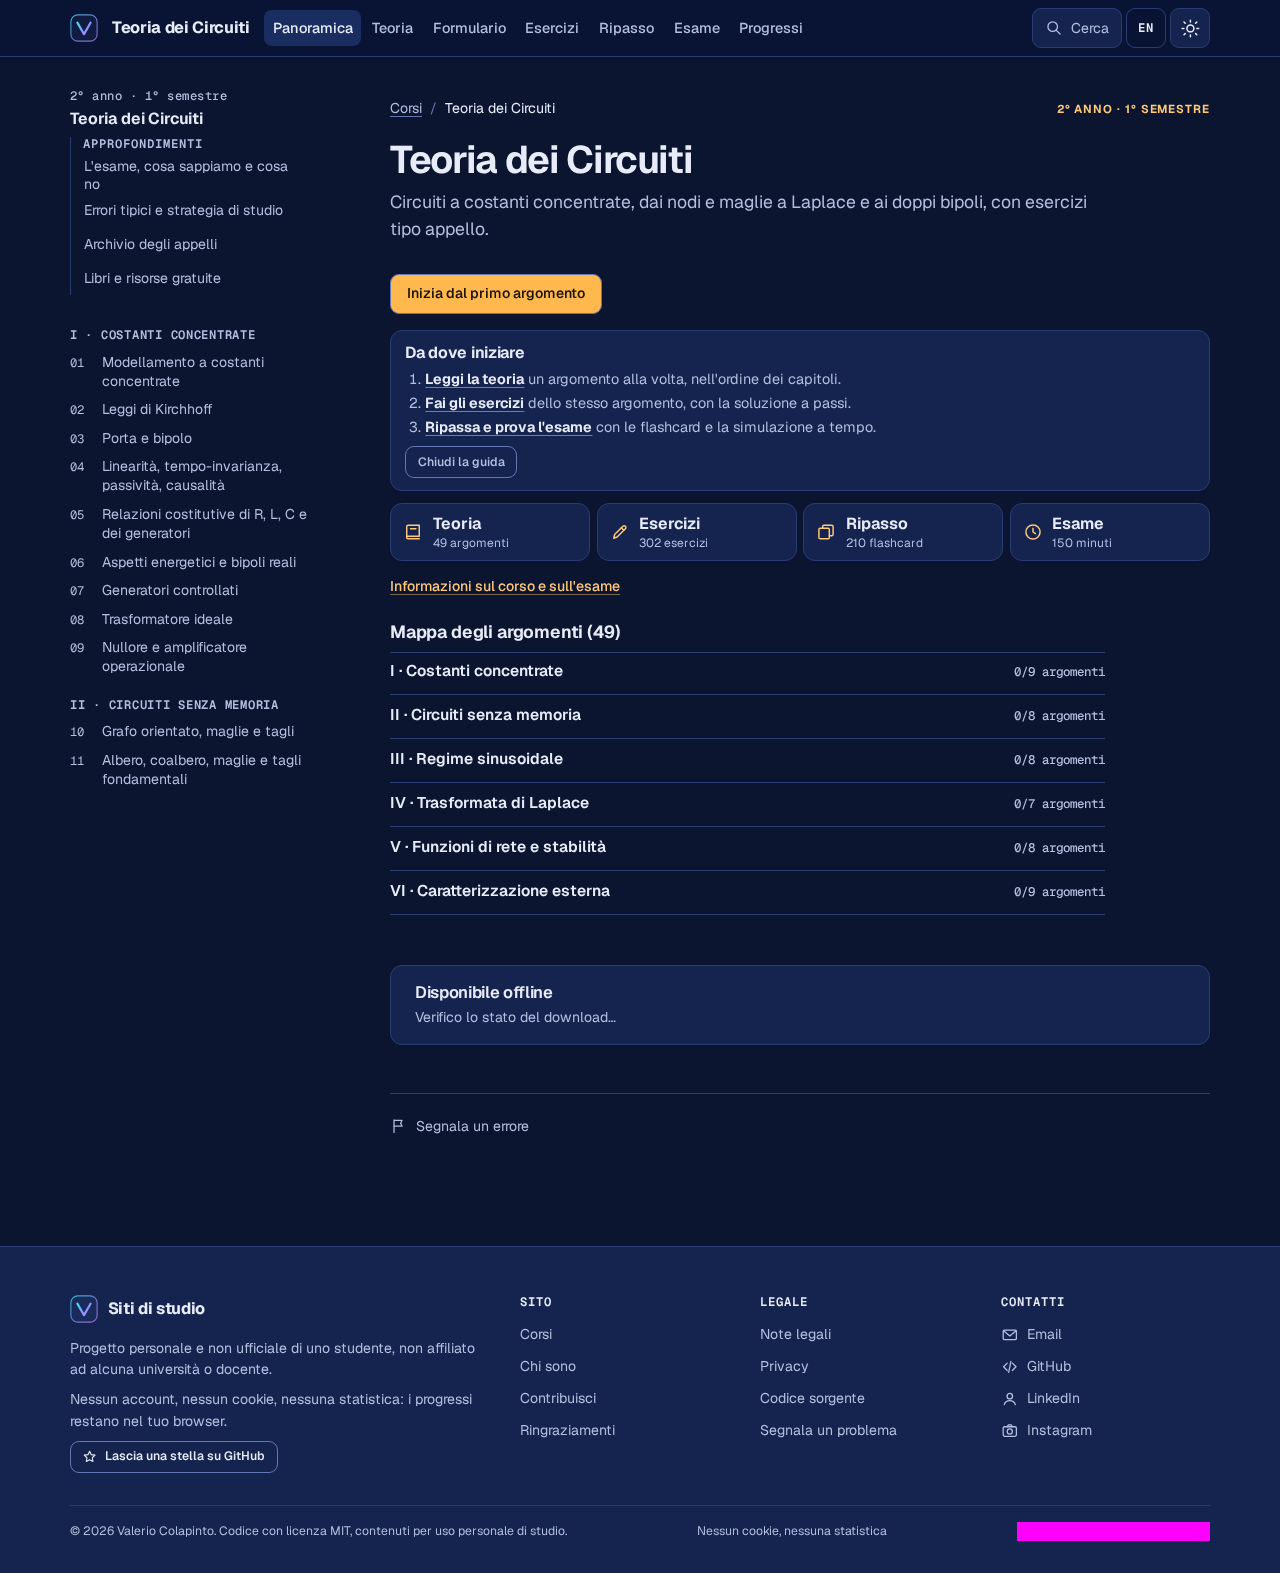 Teoria dei Circuiti
Panoramica
Teoria
Formulario
Esercizi
Ripasso
Esame
Progressi
Cerca
EN
2° anno · 1° semestre
Teoria dei Circuiti
APPROFONDIMENTI
L'esame, cosa sappiamo e cosa
no
Errori tipici e strategia di studio
Archivio degli appelli
Libri e risorse gratuite
I · COSTANTI CONCENTRATE
01 Modellamento a costanti
concentrate
02 Leggi di Kirchhoff
03 Porta e bipolo
04 Linearità, tempo-invarianza,
passività, causalità
05 Relazioni costitutive di R, L, C e
dei generatori
06 Aspetti energetici e bipoli reali
07 Generatori controllati
08 Trasformatore ideale
09 Nullore e amplificatore
operazionale
II · CIRCUITI SENZA MEMORIA
10 Grafo orientato, maglie e tagli
11 Albero, coalbero, maglie e tagli
fondamentali
Corsi / Teoria dei Circuiti
2° ANNO · 1° SEMESTRE
Teoria dei Circuiti
Circuiti a costanti concentrate, dai nodi e maglie a Laplace e ai doppi bipoli, con esercizi
tipo appello.
Inizia dal primo argomento
Da dove iniziare
1. Leggi la teoria un argomento alla volta, nell'ordine dei capitoli.
2. Fai gli esercizi dello stesso argomento, con la soluzione a passi.
3. Ripassa e prova l'esame con le flashcard e la simulazione a tempo.
Chiudi la guida
Teoria
49 argomenti
Esercizi
302 esercizi
Ripasso
210 flashcard
Esame
150 minuti
Informazioni sul corso e sull'esame
Mappa degli argomenti (49)
I · Costanti concentrate 0/9 argomenti
II · Circuiti senza memoria 0/8 argomenti
III · Regime sinusoidale 0/8 argomenti
IV · Trasformata di Laplace 0/7 argomenti
V · Funzioni di rete e stabilità 0/8 argomenti
VI · Caratterizzazione esterna 0/9 argomenti
Disponibile offline
Verifico lo stato del download…
Segnala un errore
Siti di studio
Progetto personale e non ufficiale di uno studente, non affiliato
ad alcuna università o docente.
Nessun account, nessun cookie, nessuna statistica: i progressi
restano nel tuo browser.
Lascia una stella su GitHub
SITO
Corsi
Chi sono
Contribuisci
Ringraziamenti
LEGALE
Note legali
Privacy
Codice sorgente
Segnala un problema
CONTATTI
Email
GitHub
LinkedIn
Instagram
© 2026 Valerio Colapinto. Codice con licenza MIT, contenuti per uso personale di studio.
Nessun cookie, nessuna statistica